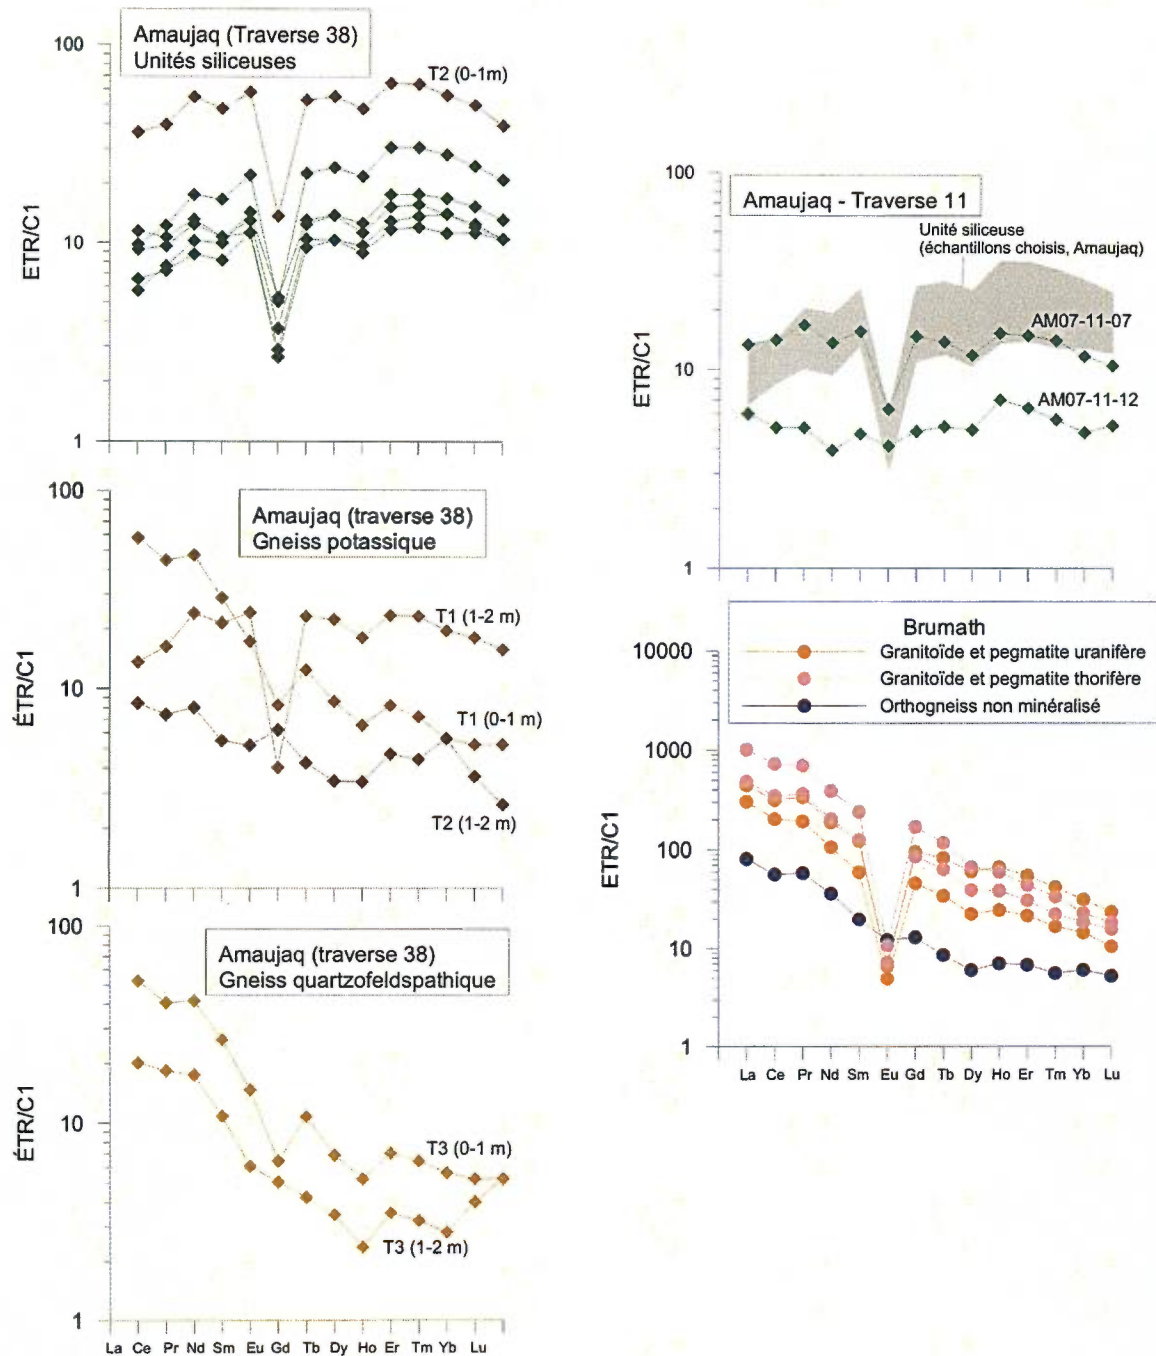 Amaujaq (Traverse 38)
Unités siliceuses
T2 (0-1m)
100
10
1
ETR/C1
Amaujaq (traverse 38)
Gneiss potassique
T1 (1-2 m)
T1 (0-1 m)
T2 (1-2 m)
100
10
1
ÉTR/C1
Amaujaq (traverse 38)
Gneiss quartzofeldspathique
T3 (0-1 m)
T3 (1-2 m)
100
10
1
ÉTR/C1
La Ce Pr Nd Sm Eu Gd Tb Dy Ho Er Tm Yb Lu
Amaujaq - Traverse 11
Unité siliceuse
(échantillons choisis, Amaujaq)
AM07-11-07
AM07-11-12
100
10
1
ETR/C1
Brumath
Granitoïde et pegmatite uranifère
Granitoïde et pegmatite thorifère
Orthogneiss non minéralisé
10000
1000
100
10
1
ETR/C1
La Ce Pr Nd Sm Eu Gd Tb Dy Ho Er Tm Yb Lu